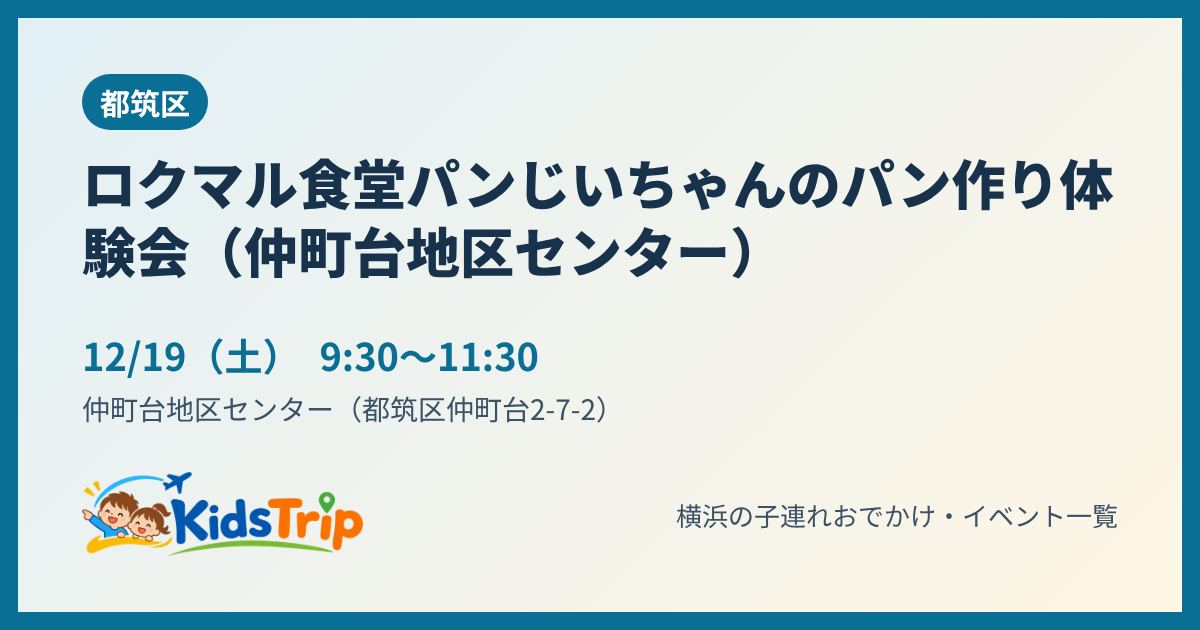 都筑区
ロクマル食堂パンじいちゃんのパン作り体
験会（仲町台地区センター）
12/19（土） 9:30～11:30
仲町台地区センター（都筑区仲町台2-7-2）
KidsTrip
横浜の子連れおでかけ・イベント一覧